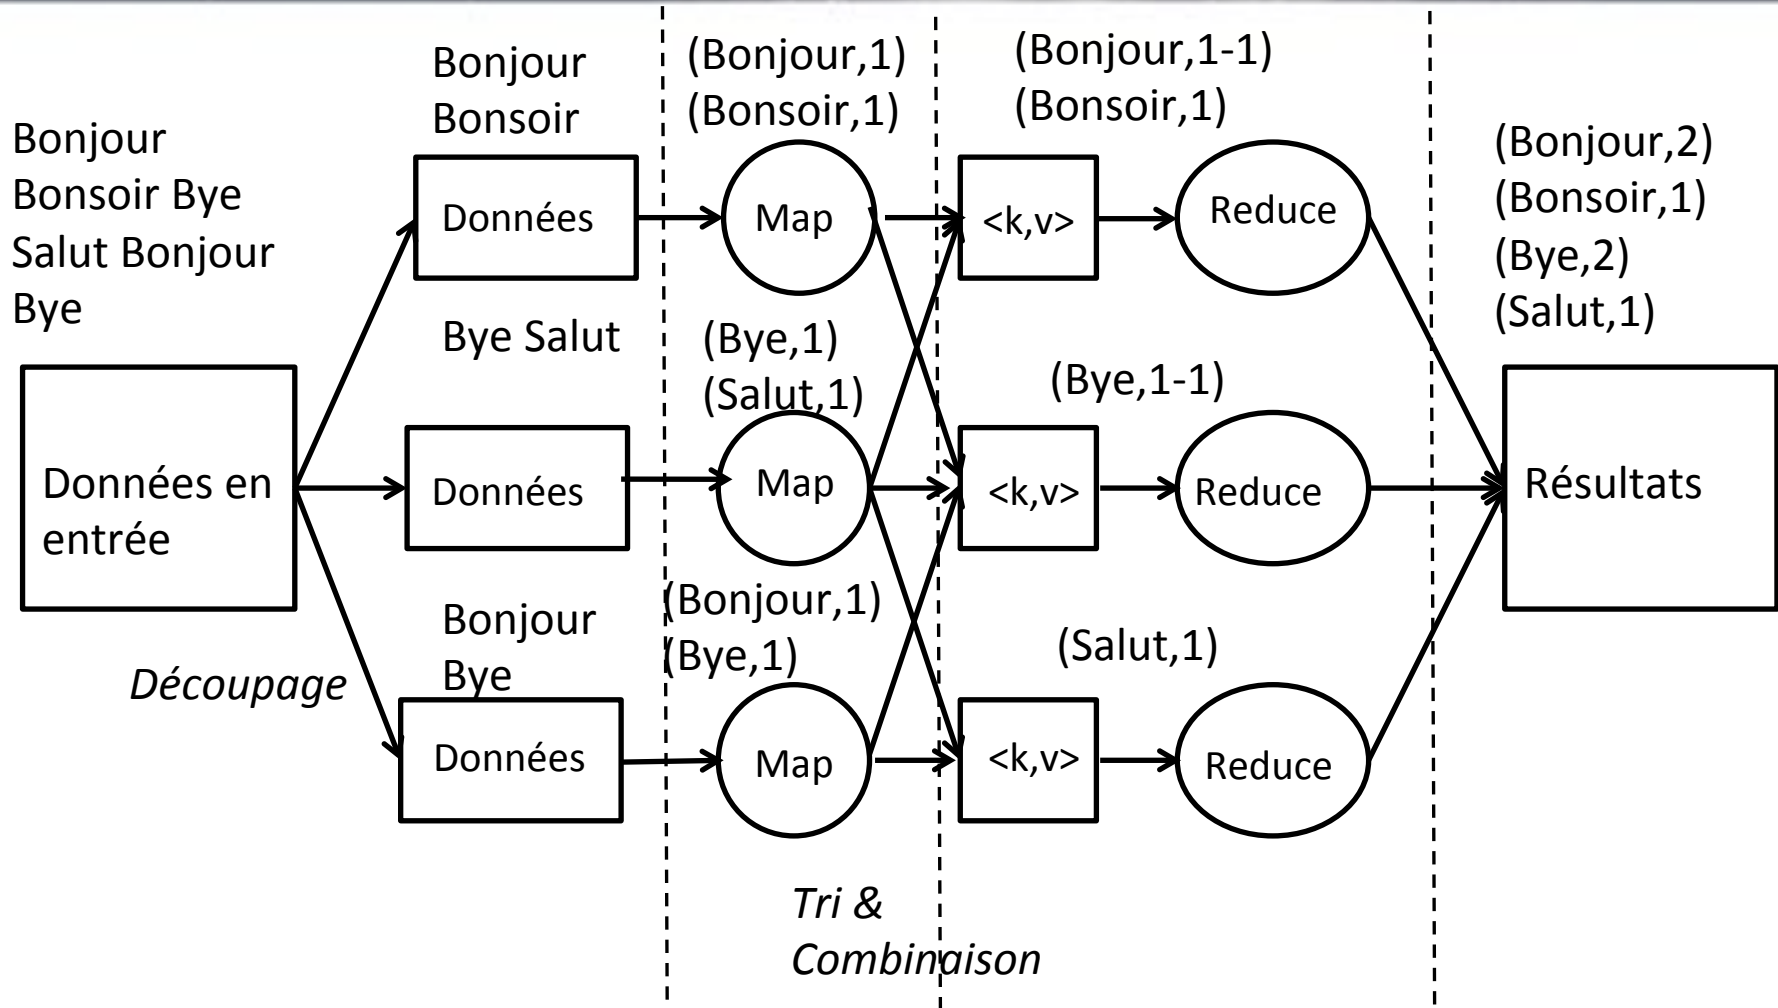 Bonjour
Bonsoir Bye
Salut Bonjour
Bye
Données en
entrée
Découpage
Bonjour
Bonsoir
Données
Bye Salut
Données
Bonjour
Bye
Données
(Bonjour,1)
(Bonsoir,1)
Map
(Bye,1)
(Salut,1)
Map
(Bonjour,1)
(Bye,1)
Map
Tri &
Combinaison
(Bonjour,1-1)
(Bonsoir,1)
<k,v>
Reduce
(Bye,1-1)
<k,v>
Reduce
(Salut,1)
<k,v>
Reduce
(Bonjour,2)
(Bonsoir,1)
(Bye,2)
(Salut,1)
Résultats